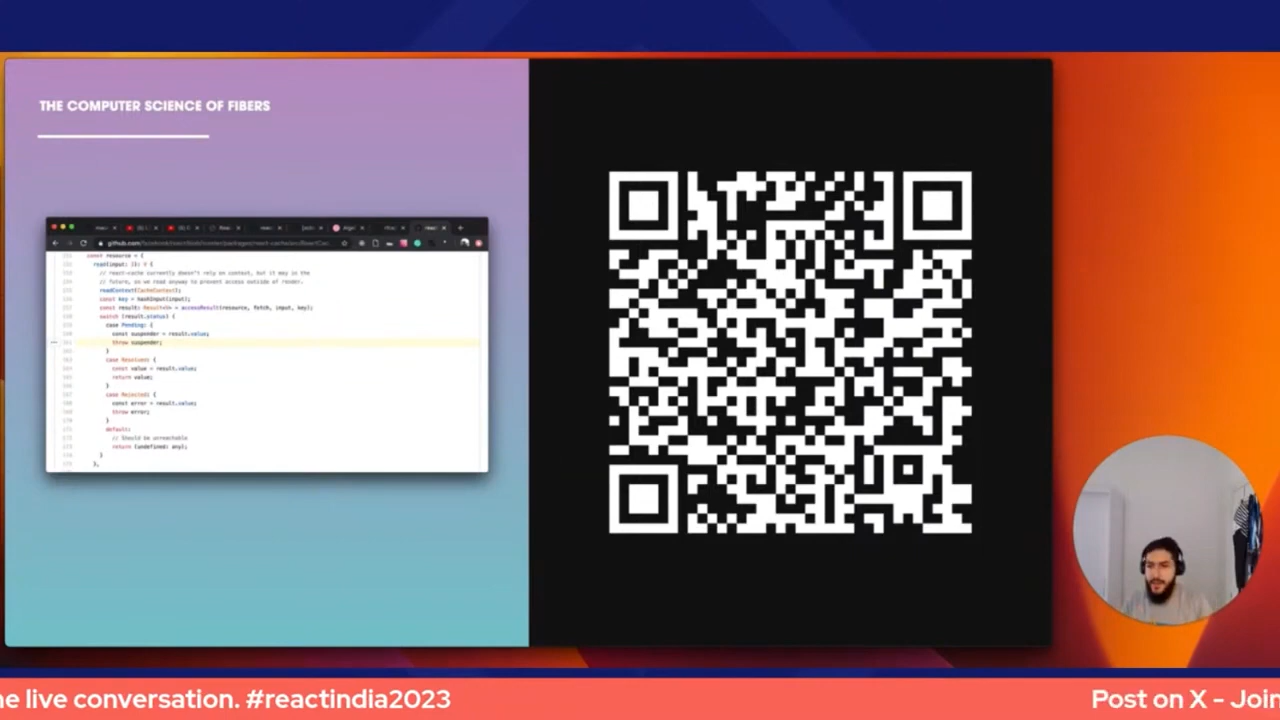 THE COMPUTER SCIENCE OF FIBERS
const resource = {
// react-cache currently doesn't rely on context, but it may in the
// future, so we read anyway to prevent access outside of render.
readContext(CacheContext);
const key = hashInput(input);
const result: = accessResult(resource, fetch, input, key);
switch (result.status) {
case Pending: {
const suspender = result.value;
throw suspender;
}
case Resolved: {
const value = result.value;
return value;
}
case Rejected: {
const error = result.value;
throw error;
}
default:
// Should be unreachable
return (undefined: any);
}
},
live conversation. #reactindia2023
Post on X -